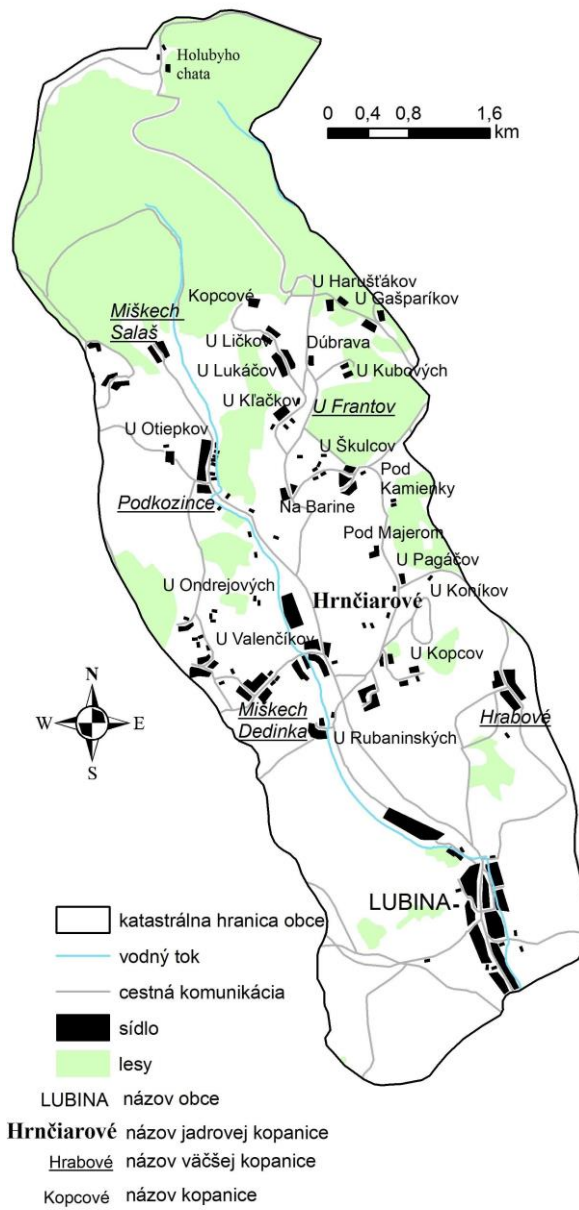 Holubyho
chata
0 0,4 0,8 1,6
km
U Harušťákov
U Gašparíkov
Kopcové
Miškech
Salaš
U Ličkov
Dúbrava
U Lukáčov
U Kubových
U Kľačkov
U Frantov
U Otiepkov
U Škulcov
Pod
Kamienky
Podkozince
Na Barine
Pod Majerom
U Pagáčov
U Ondrejových
U Koníkov
Hrnčiarové
U Valenčíkov
U Kopcov
N
W E
S
Miškech
Dedinka
Hrabové
U Rubaninských
LUBINA
katastrálna hranica obce
vodný tok
cestná komunikácia
sídlo
lesy
LUBINA názov obce
Hrnčiarové názov jadrovej kopanice
Hrabové názov väčšej kopanice
Kopcové názov kopanice